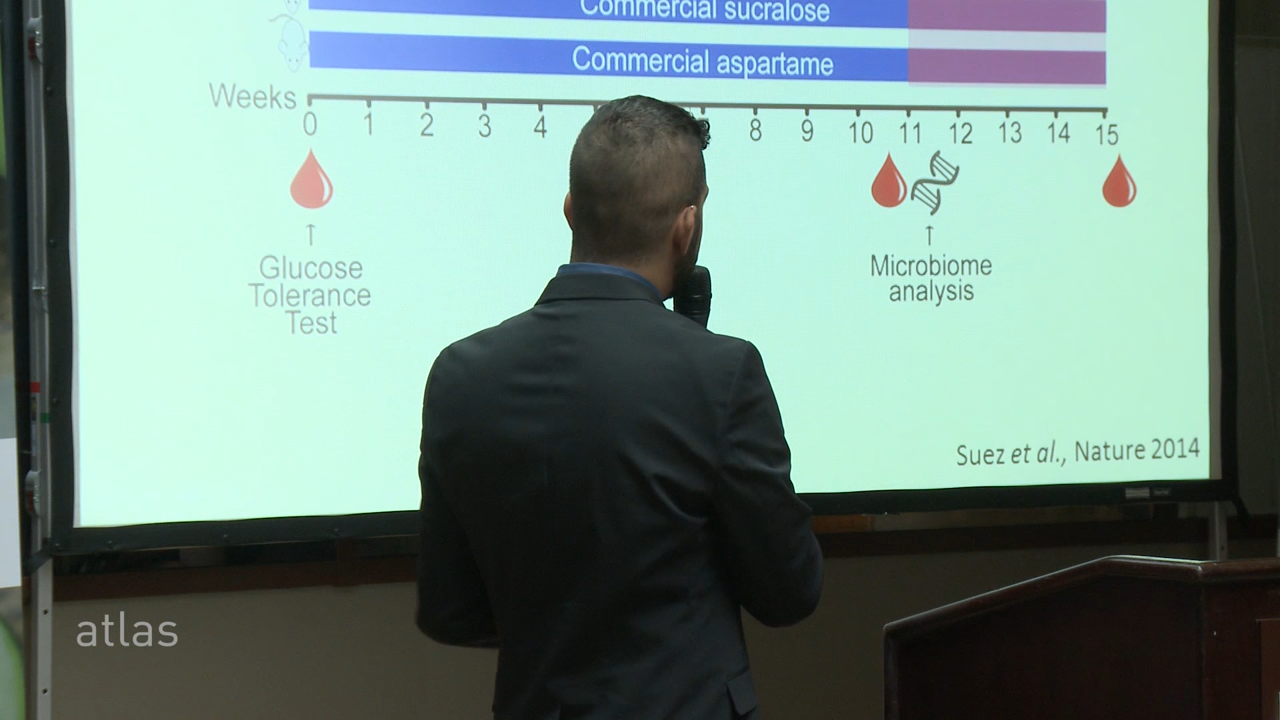 Commercial sucralose
Commercial aspartame
Weeks
0 1 2 3 4 7 8 9 10 11 12 13 14 15
Glucose
Tolerance
Test
Microbiome
analysis
Suez et al., Nature 2014
atlas